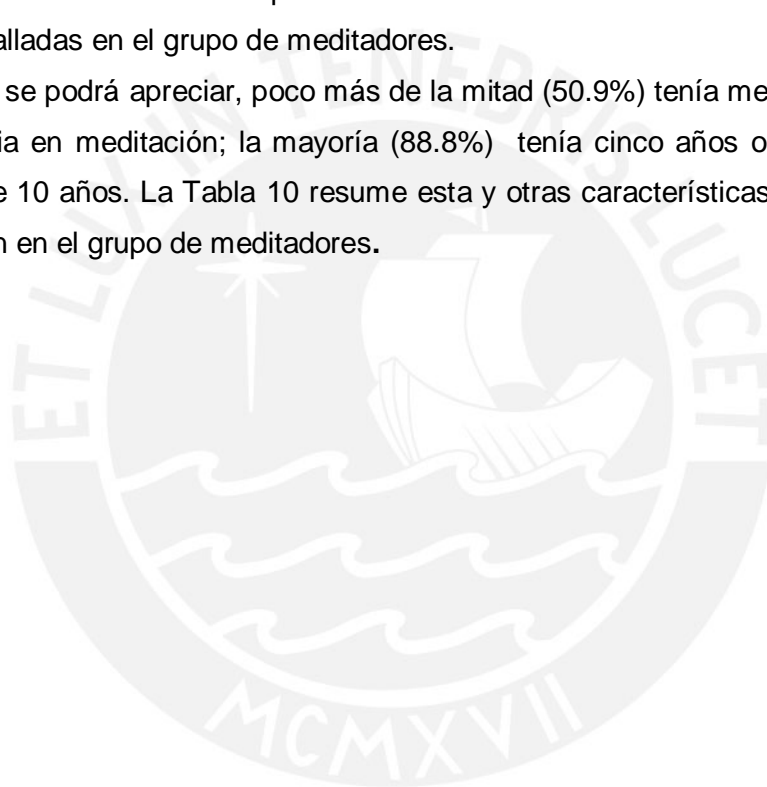 alladas en el grupo de meditadores.
se podrá apreciar, poco más de la mitad (50.9%) tenía me
ia en meditación; la mayoría (88.8%) tenía cinco años o
e 10 años. La Tabla 10 resume esta y otras características
n en el grupo de meditadores.
ET LUX IN TENEBRIS LUCET
MCMXVII